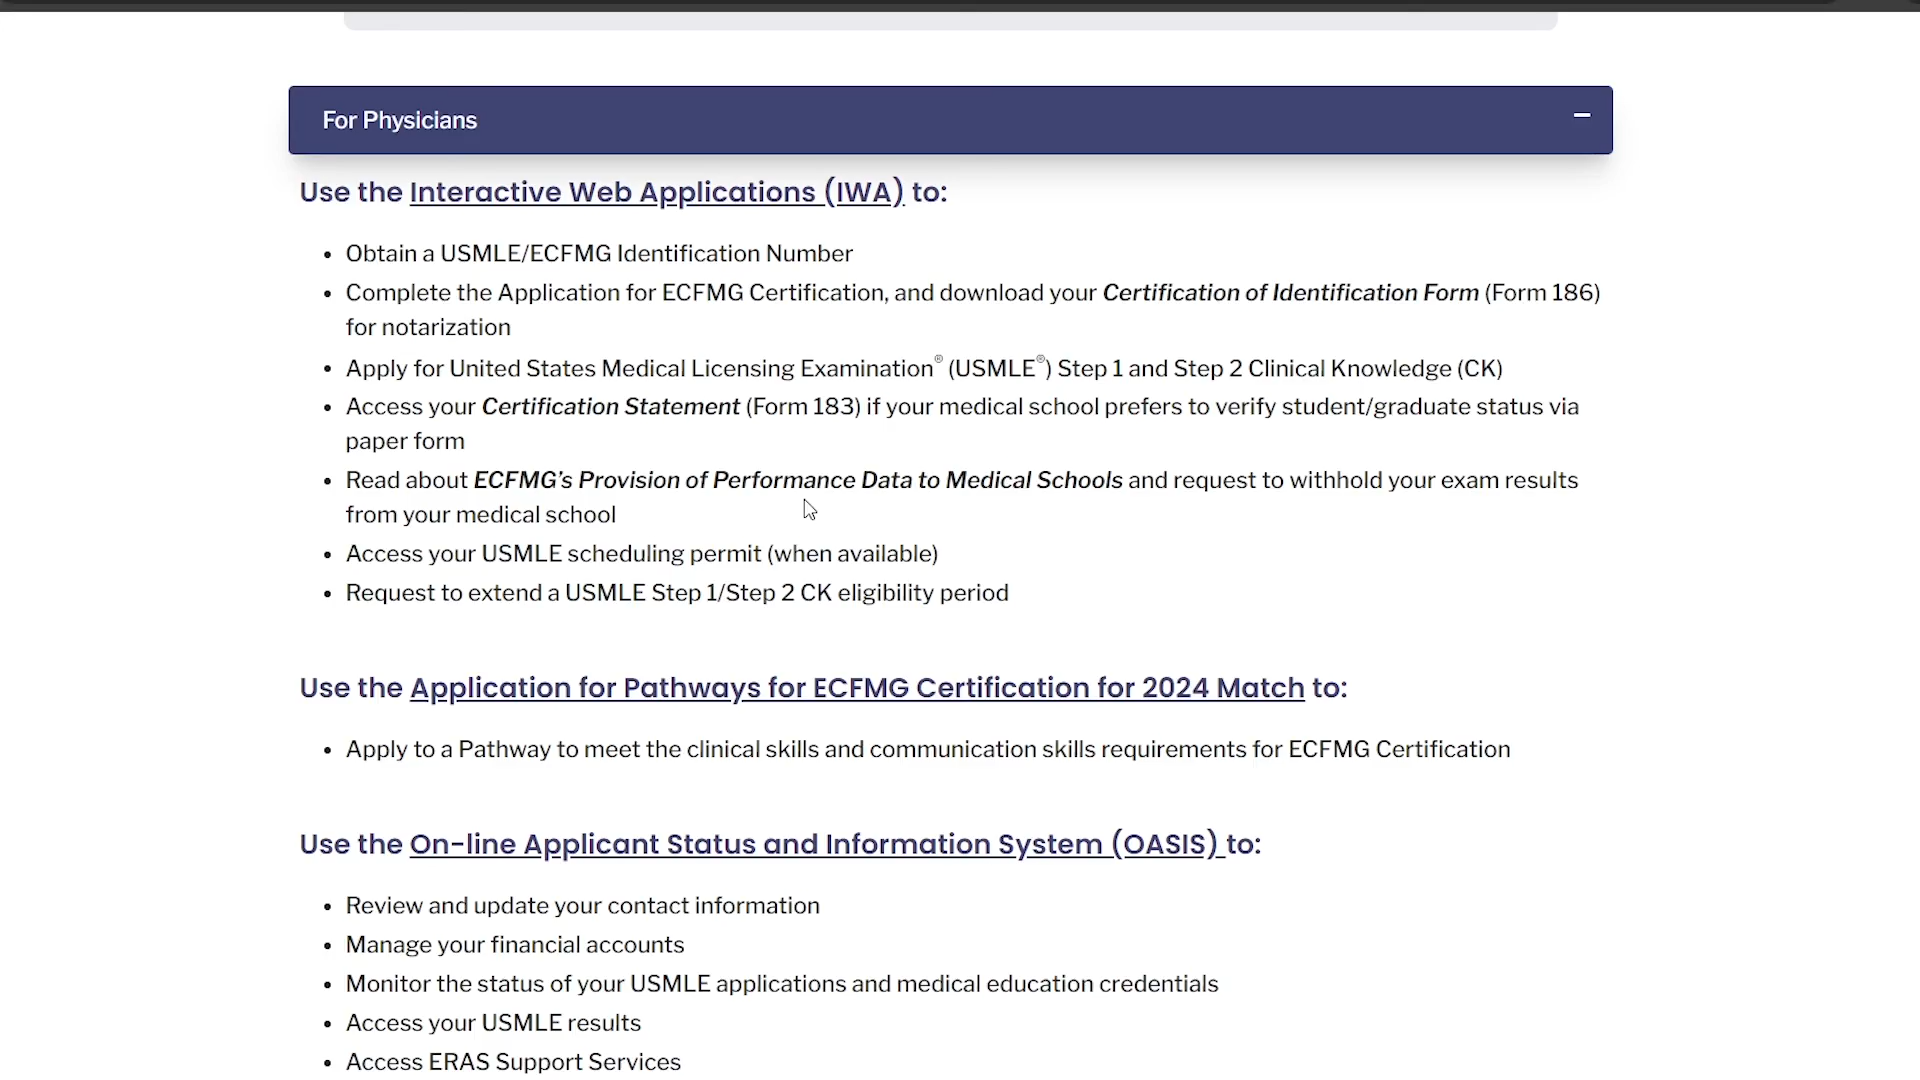 For Physicians
Use the Interactive Web Applications (IWA) to:
• Obtain a USMLE/ECFMG Identification Number
• Complete the Application for ECFMG Certification, and download your Certification of Identification Form (Form 186)
for notarization
• Apply for United States Medical Licensing Examination® (USMLE®) Step 1 and Step 2 Clinical Knowledge (CK)
• Access your Certification Statement (Form 183) if your medical school prefers to verify student/graduate status via
paper form
• Read about ECFMG's Provision of Performance Data to Medical Schools and request to withhold your exam results
from your medical school
• Access your USMLE scheduling permit (when available)
• Request to extend a USMLE Step 1/Step 2 CK eligibility period
Use the Application for Pathways for ECFMG Certification for 2024 Match to:
• Apply to a Pathway to meet the clinical skills and communication skills requirements for ECFMG Certification
Use the On-line Applicant Status and Information System (OASIS) to:
• Review and update your contact information
• Manage your financial accounts
• Monitor the status of your USMLE applications and medical education credentials
• Access your USMLE results
• Access ERAS Support Services